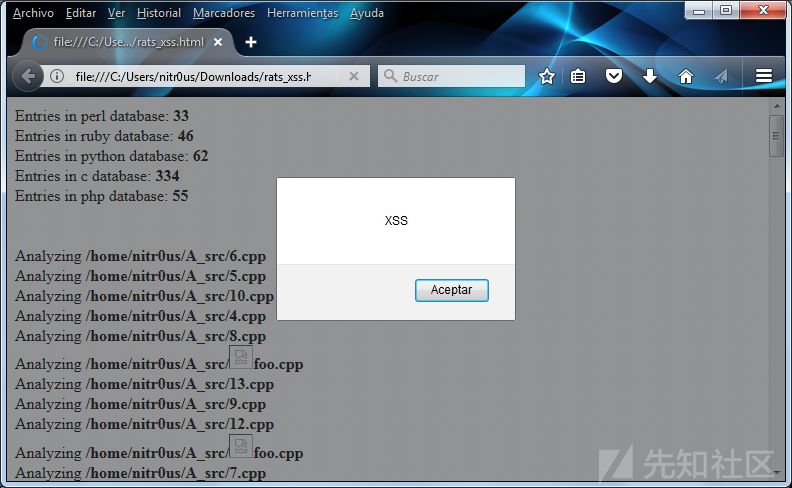 Archivo Editar Ver Historial Marcadores Herramientas Ayuda
file:///C:/Use.../rats_xss.html
file:///C:/Users/nitr0us/Downloads/rats_xss.h
Buscar
Entries in perl database: 33
Entries in ruby database: 46
Entries in python database: 62
Entries in c database: 334
Entries in php database: 55
XSS
Aceptar
Analyzing /home/nitr0us/A_src/6.cpp
Analyzing /home/nitr0us/A_src/5.cpp
Analyzing /home/nitr0us/A_src/10.cpp
Analyzing /home/nitr0us/A_src/4.cpp
Analyzing /home/nitr0us/A_src/8.cpp
Analyzing /home/nitr0us/A_src/foo.cpp
Analyzing /home/nitr0us/A_src/13.cpp
Analyzing /home/nitr0us/A_src/9.cpp
Analyzing /home/nitr0us/A_src/12.cpp
Analyzing /home/nitr0us/A_src/foo.cpp
Analyzing /home/nitr0us/A_src/7.cpp
先知社区